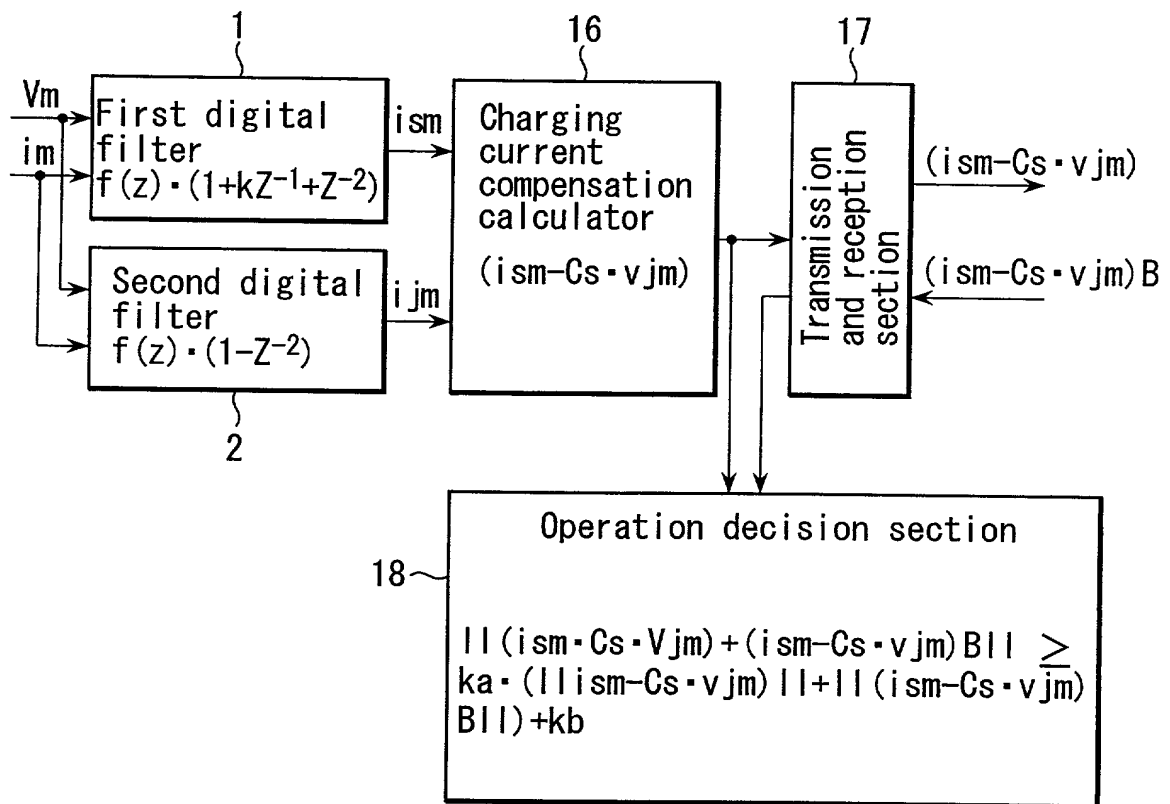 1
16
17
Vm
im
First digital
filter
f(z)・(1+kZ⁻¹+Z⁻²)
ism
Second digital
filter
f(z)・(1-Z⁻²)
ijm
2
Charging
current
compensation
calculator
(ism-Cs・vjm)
Transmission
and reception
section
(ism-Cs・vjm)
(ism-Cs・vjm)B
18
Operation decision section
||(ism・Cs・Vjm)+(ism-Cs・vjm)B|| ≥
ka・(||ism-Cs・vjm)||+||(ism-Cs・vjm)
B||)+kb